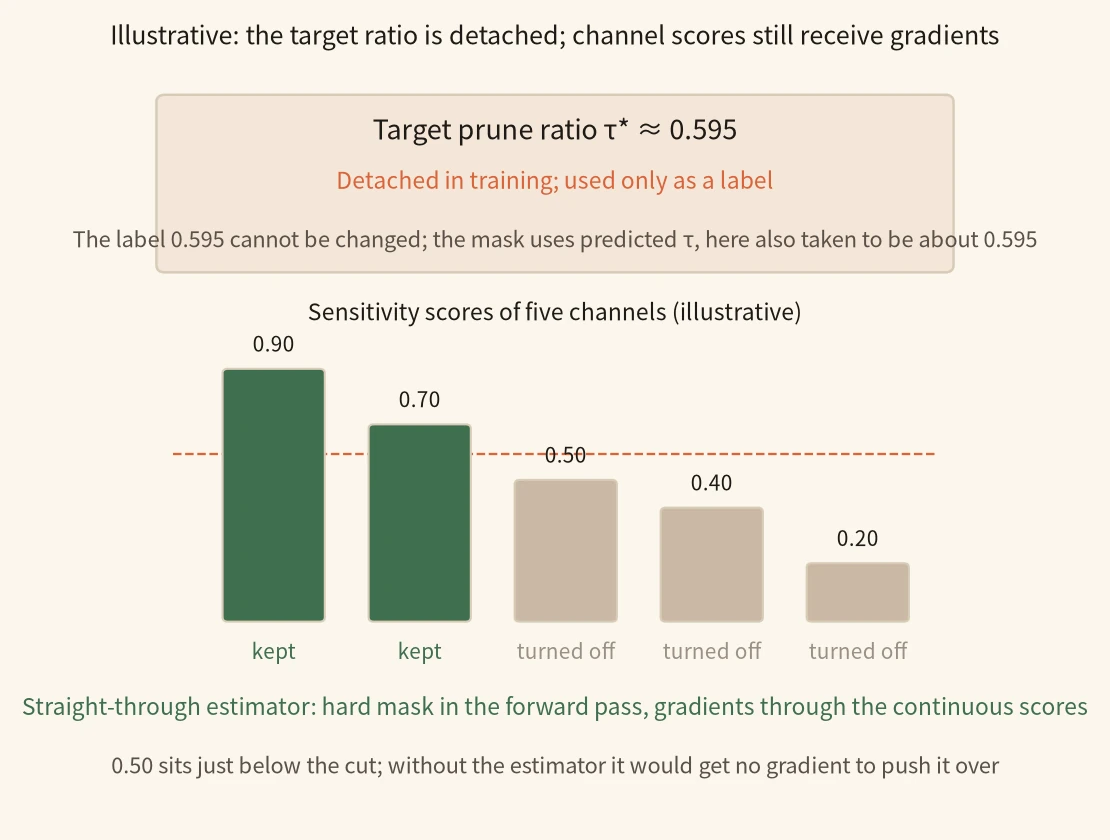 Illustrative: the target ratio is detached; channel scores still receive gradients
Target prune ratio τ* ≈ 0.595
Detached in training; used only as a label
The label 0.595 cannot be changed; the mask uses predicted τ, here also taken to be about 0.595
Sensitivity scores of five channels (illustrative)
0.90
0.70
0.50
0.40
0.20
kept
kept
turned off
turned off
turned off
Straight-through estimator: hard mask in the forward pass, gradients through the continuous scores
0.50 sits just below the cut; without the estimator it would get no gradient to push it over